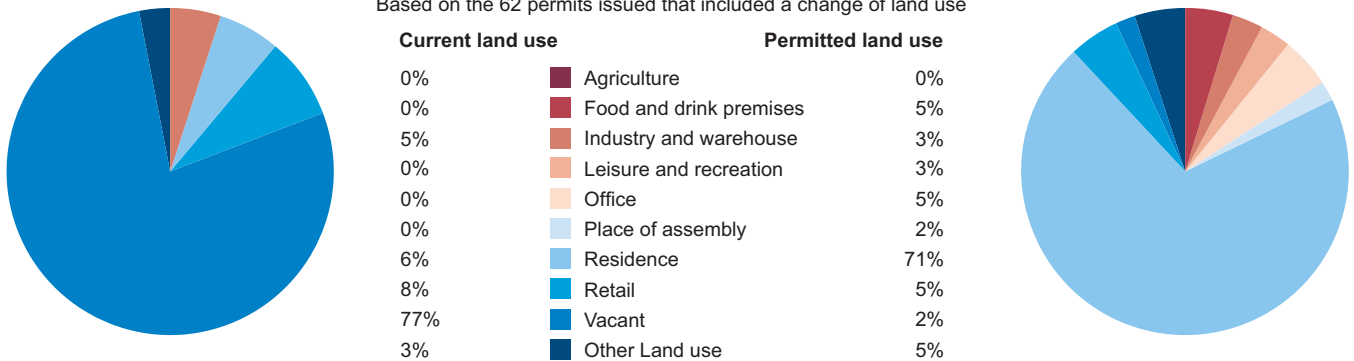 Based on the 62 permits issued that included a change of land use
Current land use Permitted land use
0% Agriculture 0%
0% Food and drink premises 5%
5% Industry and warehouse 3%
0% Leisure and recreation 3%
0% Office 5%
0% Place of assembly 2%
6% Residence 71%
8% Retail 5%
77% Vacant 2%
3% Other Land use 5%